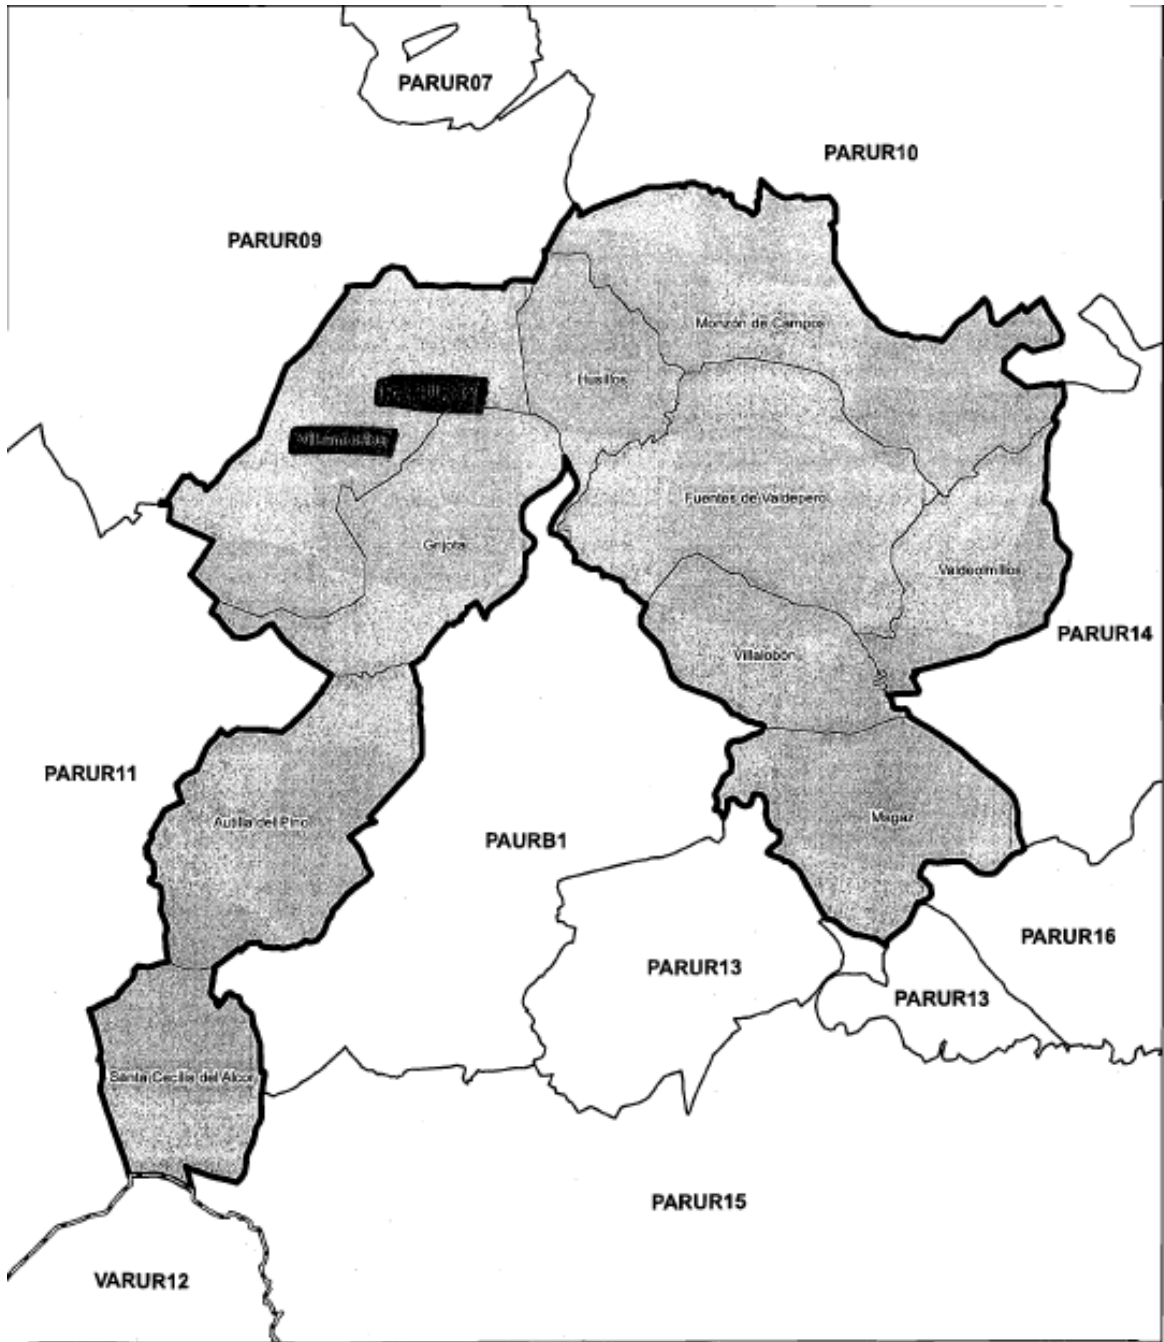 PARUR07
PARUR10
PARUR09
Monzón de Campos
Husillos
Fuentes de Valdepero
Grijota
Valdeolmillos
PARUR14
Villalobón
PARUR11
Autilla del Pino
Magaz
PAURB1
PARUR16
PARUR13
PARUR13
Santa Cecilia del Alcor
PARUR15
VARUR12